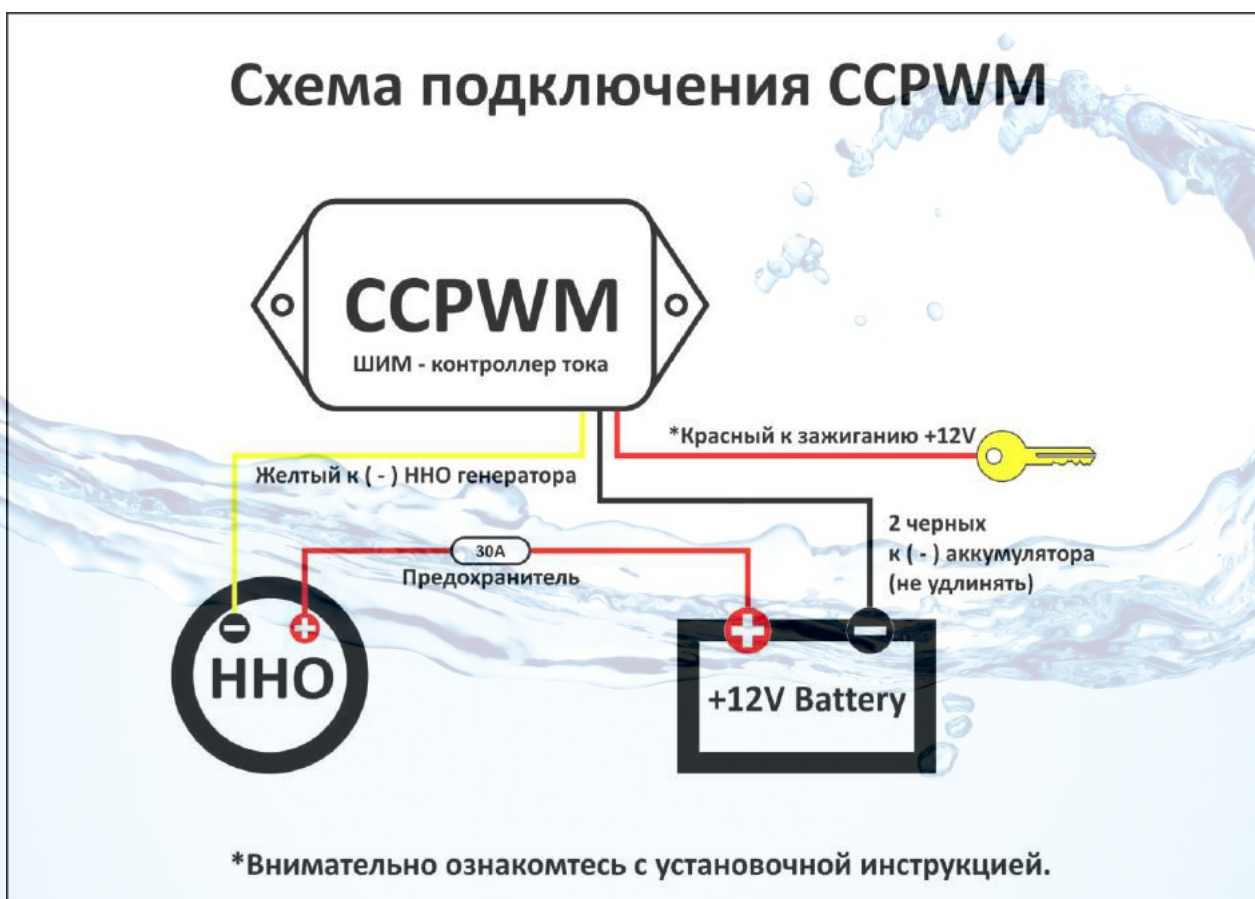 Схема подключения CCPWM
CCPWM
ШИМ - контроллер тока
*Красный к зажиганию +12V
Желтый к ( - ) ННО генератора
2 черных
к ( - ) аккумулятора
(не удлинять)
30А
Предохранитель
ННО
+12V Battery
*Внимательно ознакомтесь с установочной инструкцией.